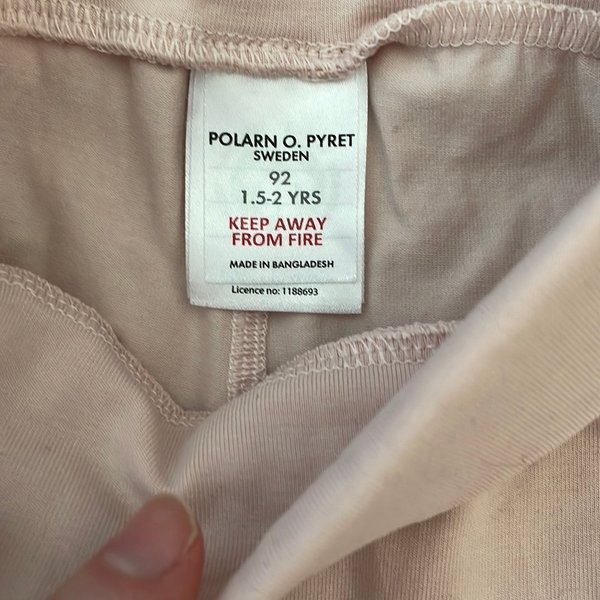 POLARN O. PYRET
SWEDEN
92
1.5-2 YRS
KEEP AWAY
FROM FIRE
MADE IN BANGLADESH
Licence no: 1188693